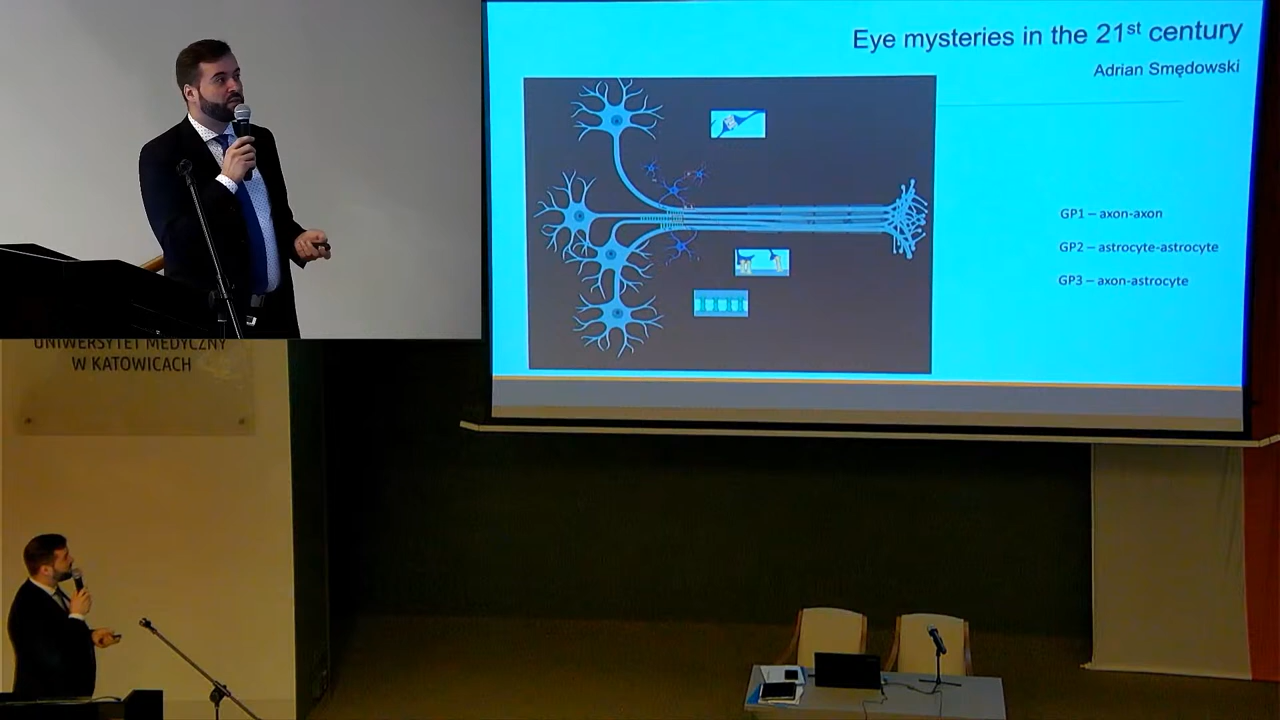 Eye mysteries in the 21st century
Adrian Smędowski
GP1 – axon-axon
GP2 – astrocyte-astrocyte
GP3 – axon-astrocyte
UNIWERSYTET MEDYCZNY
W KATOWICACH